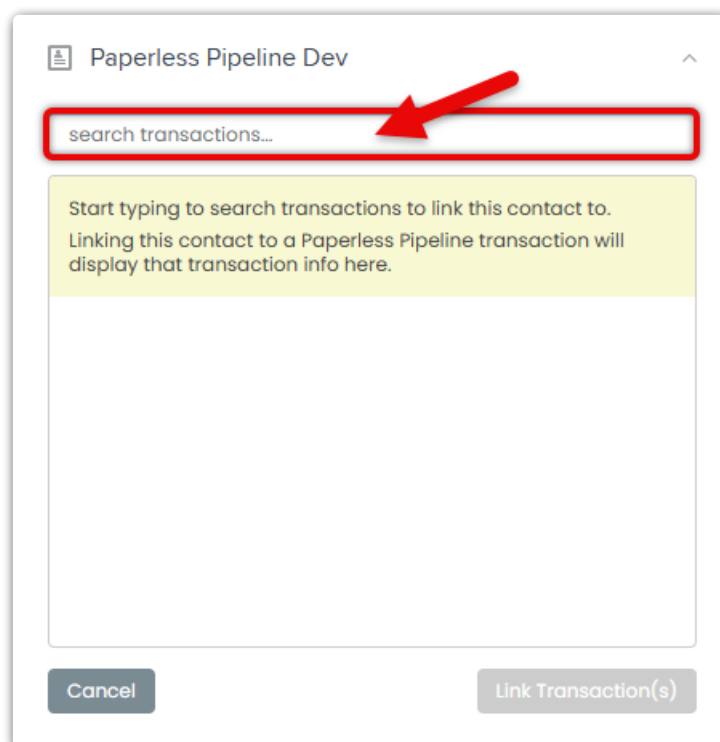 Paperless Pipeline Dev
search transactions...
Start typing to search transactions to link this contact to.
Linking this contact to a Paperless Pipeline transaction will
display that transaction info here.
Cancel
Link Transaction(s)